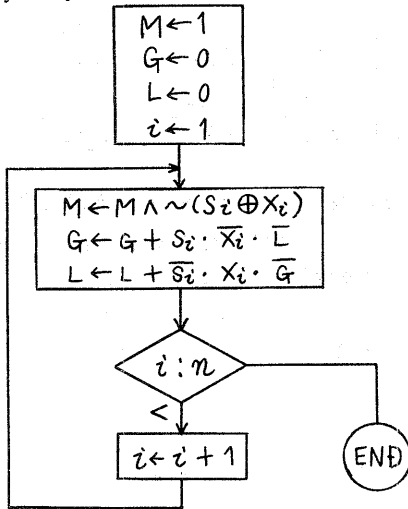 M ← 1
G ← 0
L ← 0
i ← 1
M ← M ∧ ~(Si ⊕ Xi)
G ← G + Si · X̅i̅ · L̅
L ← L + S̅i̅ · Xi · G̅
i : n
<
i ← i + 1
END